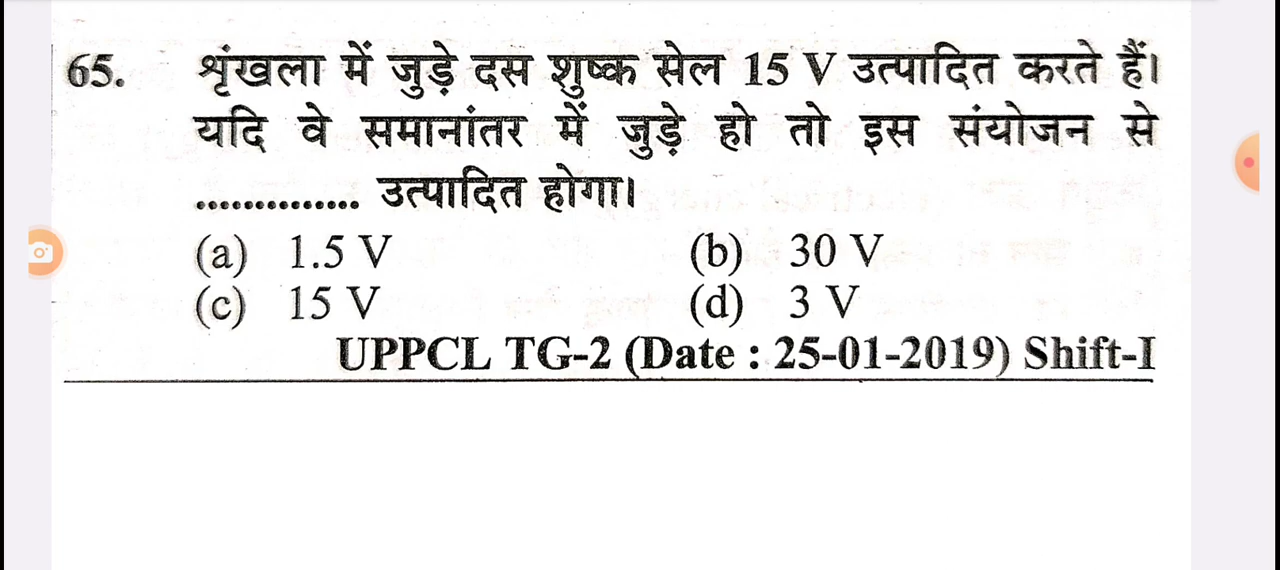 65. शृंखला में जुड़े दस शुष्क सेल 15 V उत्पादित करते हैं।
यदि वे समानांतर में जुड़े हो तो इस संयोजन से
.............. उत्पादित होगा।
(a) 1.5 V (b) 30 V
(c) 15 V (d) 3 V
UPPCL TG-2 (Date : 25-01-2019) Shift-I